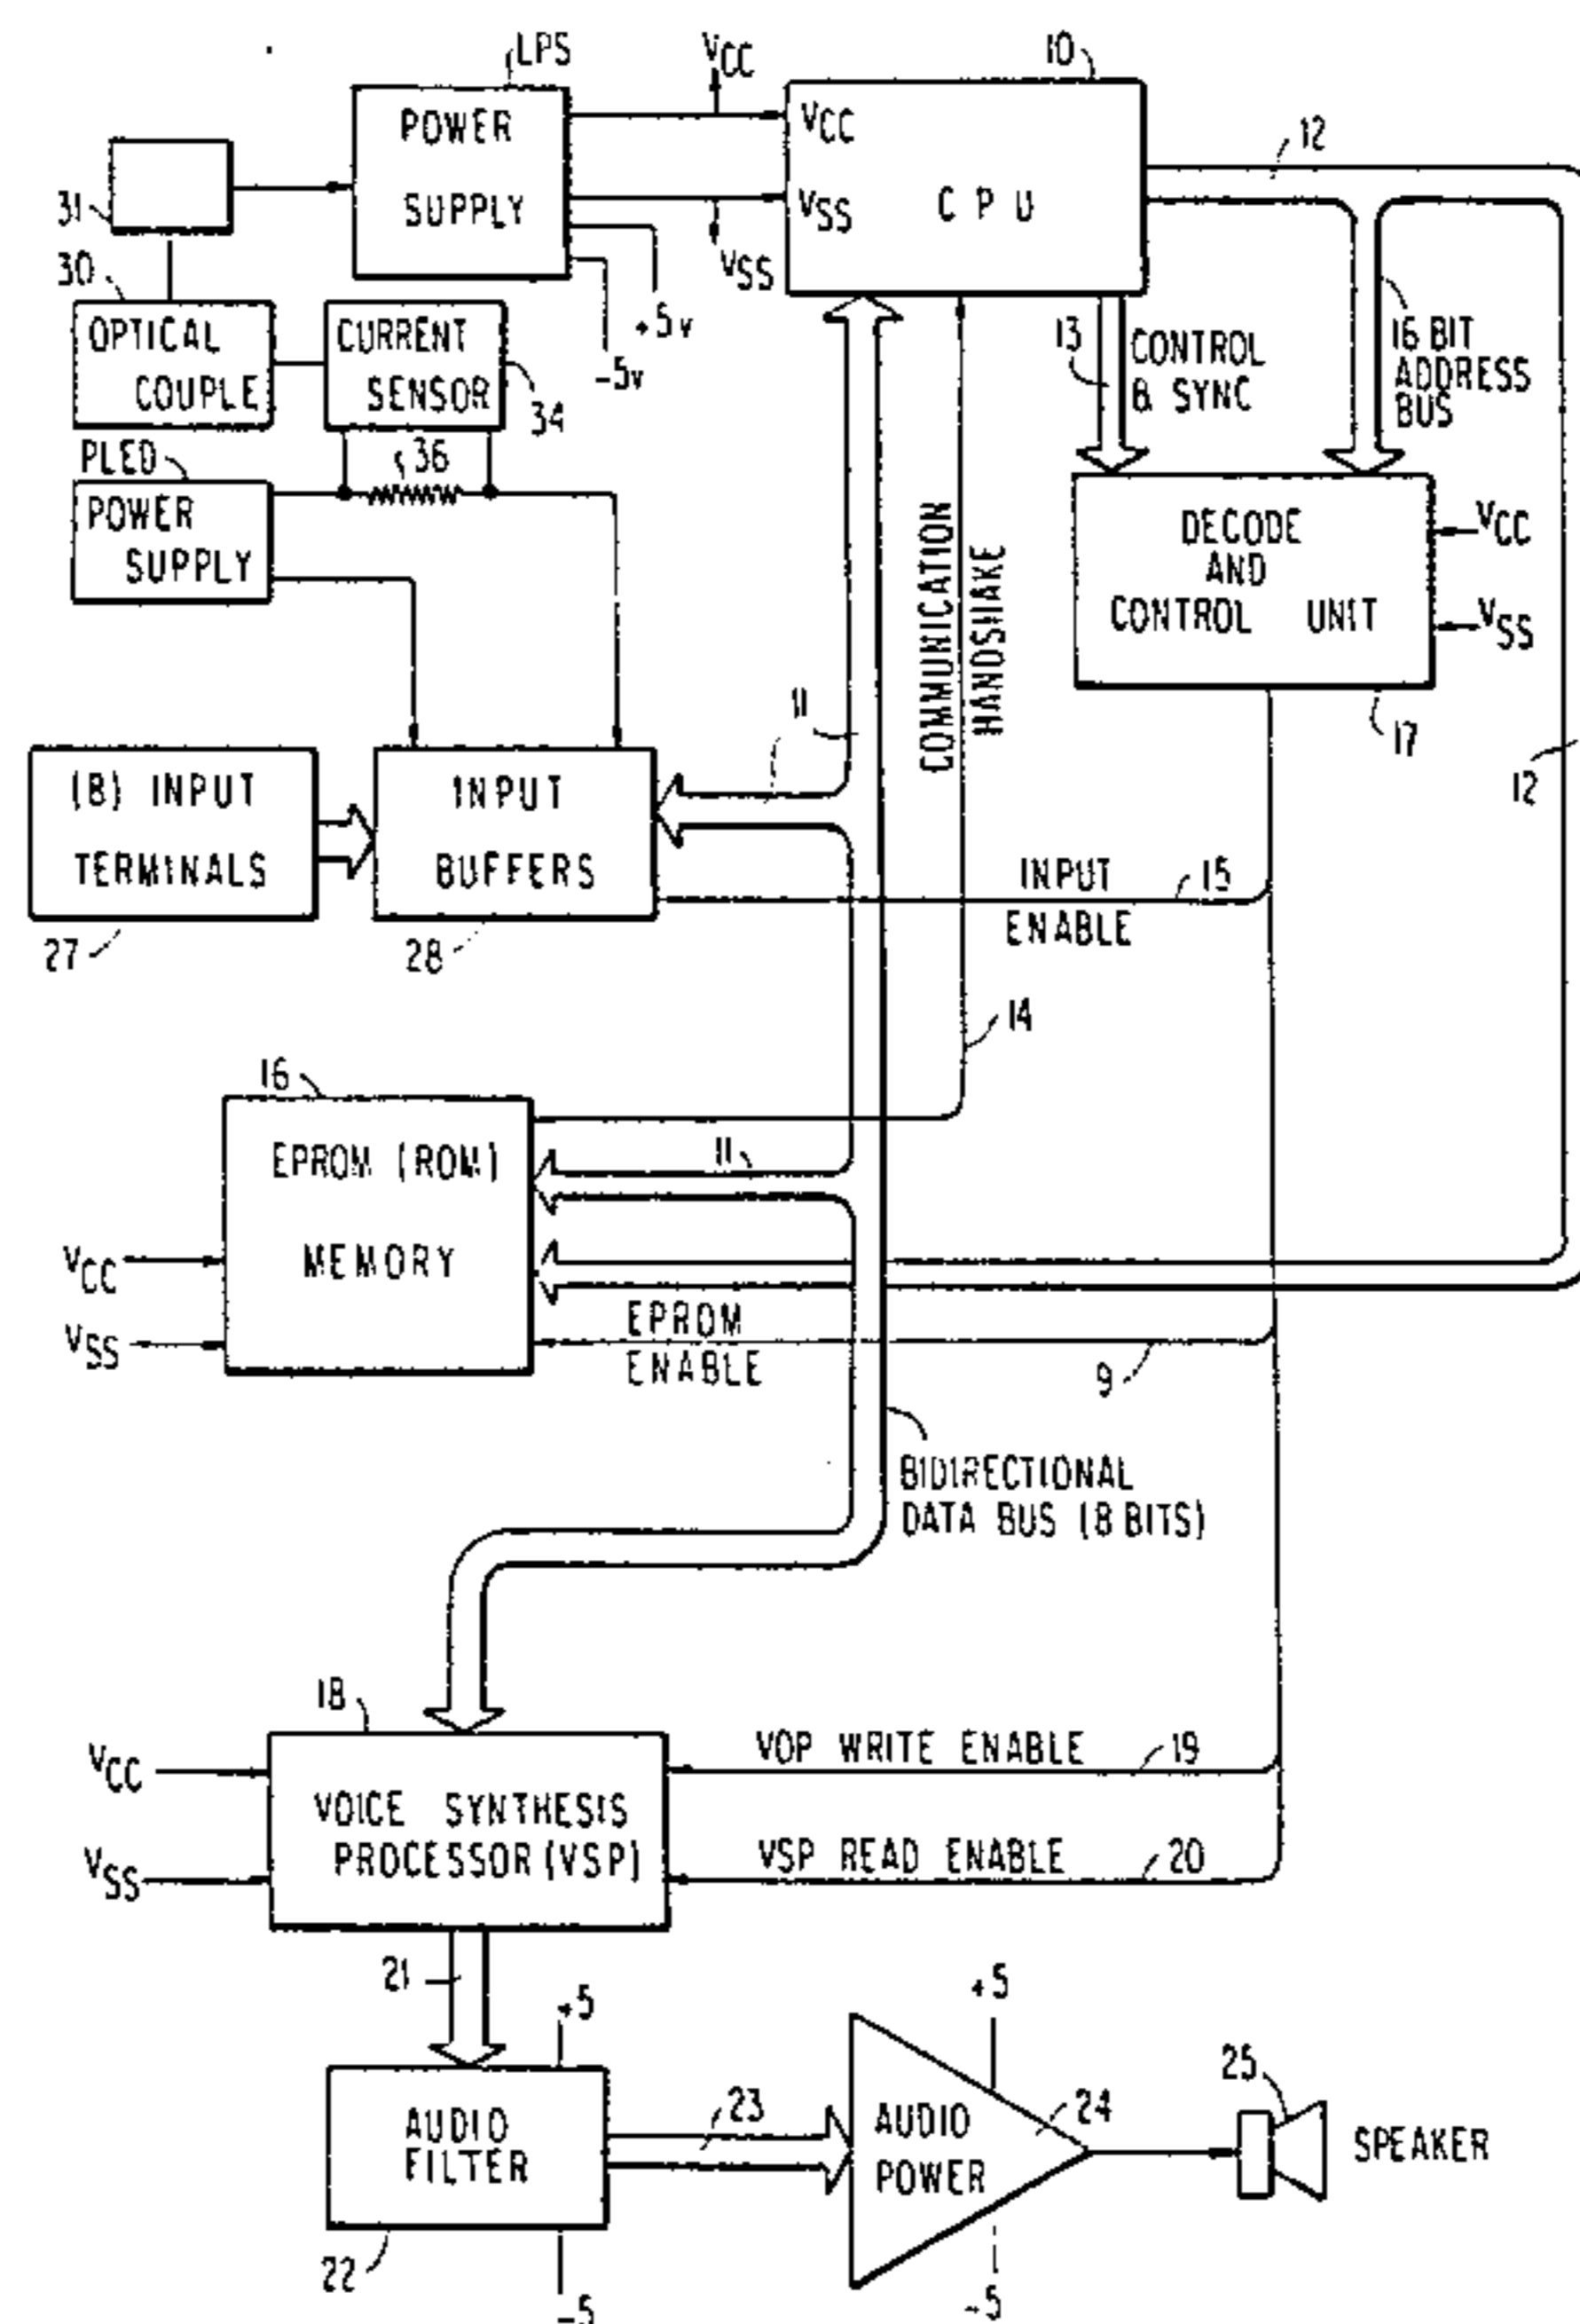 LPS
VCC
10
POWER
SUPPLY
VCC
CPU
VSS
VSS
12
31
30
+5v
-5v
OPTICAL
COUPLE
CURRENT
SENSOR
34
13
CONTROL
& SYNC
16 BIT
ADDRESS
BUS
PLED
36
POWER
SUPPLY
COMMUNICATION
HANDSHAKE
DECODE
AND
CONTROL UNIT
VCC
VSS
17
12
11
(8) INPUT
TERMINALS
INPUT
BUFFERS
27
28
INPUT
ENABLE
15
14
16
EPROM (ROM)
MEMORY
11
VCC
VSS
EPROM
ENABLE
9
BIDIRECTIONAL
DATA BUS (8 BITS)
18
VCC
VSS
VOICE SYNTHESIS
PROCESSOR (VSP)
VOP WRITE ENABLE
19
VSP READ ENABLE
20
21
+5
+5
AUDIO
FILTER
22
-5
23
AUDIO
POWER
24
-5
25
SPEAKER